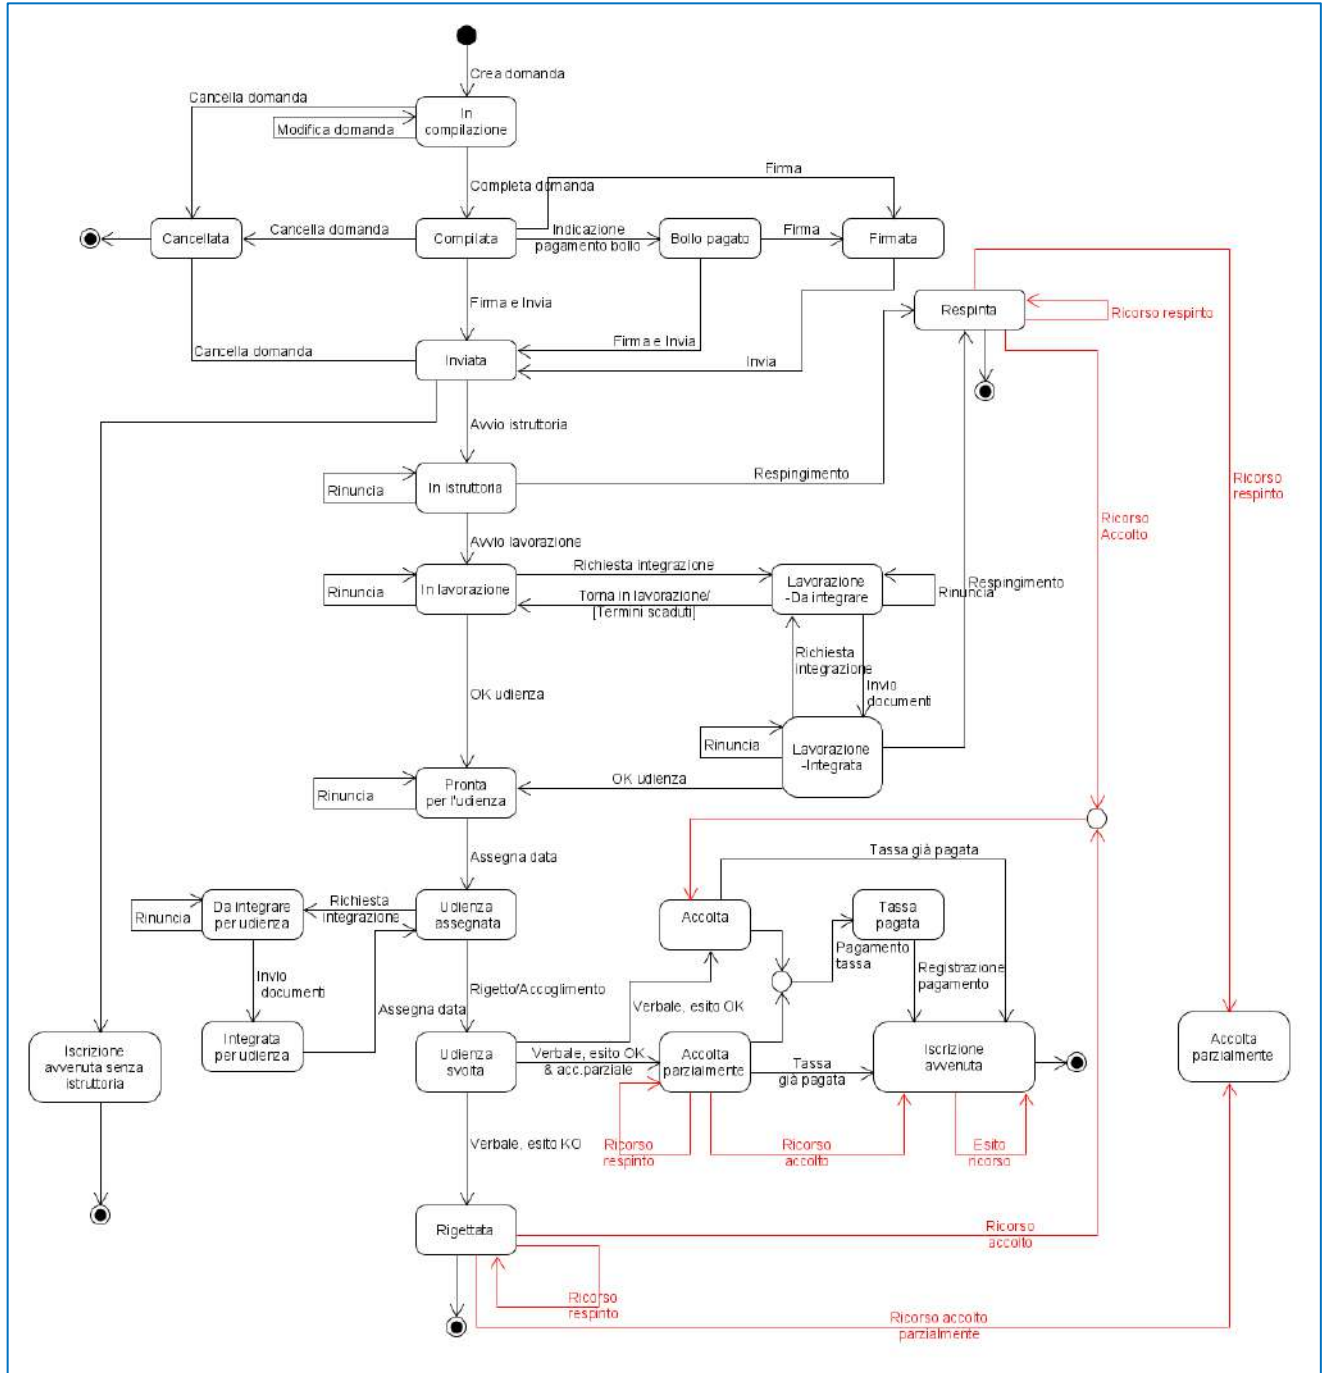 Crea domanda
Cancella domanda
In
compilazione
Modifica domanda
Firma
Completa domanda
Cancellata
Cancella domanda
Compilata
Indicazione
pagamento bollo
Bollo pagato
Firma
Firmata
Firma e Invia
Respinta
Ricorso respinto
Cancella domanda
Firma e Invia
Inviata
Invia
Avvio istruttoria
Rinuncia
In istruttoria
Respingimento
Ricorso
respinto
Ricorso
Accolto
Avvio lavorazione
Richiesta integrazione
Rinuncia
In lavorazione
Torna in lavorazione/
[Termini scaduti]
Lavorazione
-Da integrare
Rinuncia
Respingimento
Richiesta
integrazione
Invio
documenti
OK udienza
Rinuncia
Lavorazione
-Integrata
OK udienza
Rinuncia
Pronta
per l'udienza
Assegna data
Tassa già pagata
Rinuncia
Da integrare
per udienza
Richiesta
integrazione
Udienza
assegnata
Accolta
Tassa
pagata
Pagamento
tassa
Invio
documenti
Rigetto/Accoglimento
Registrazione
pagamento
Assegna data
Verbale, esito OK
Iscrizione
avvenuta senza
istruttoria
Integrata
per udienza
Udienza
svolta
Verbale, esito OK
& acc.parziale
Accolta
parzialmente
Tassa
già pagata
Iscrizione
avvenuta
Accolta
parzialmente
Verbale, esito KO
Ricorso
respinto
Ricorso
accolto
Esito
ricorso
Rigettata
Ricorso
accolto
Ricorso
respinto
Ricorso accolto
parzialmente